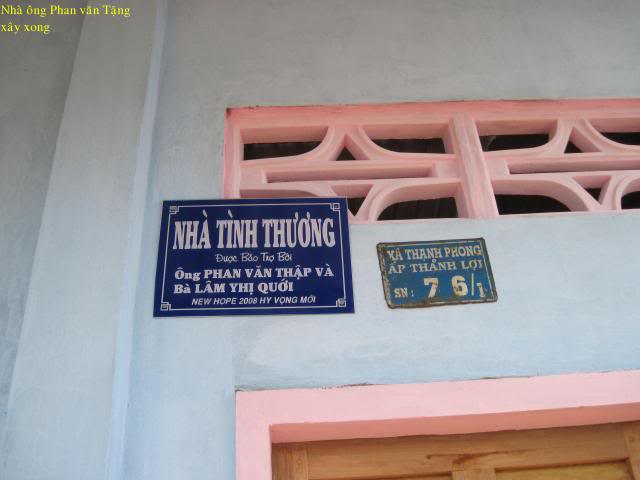 Nhà ông Phan văn Tặng
xây xong
NHÀ TÌNH THƯƠNG
Được Bảo Trợ Bởi
Ông PHAN VĂN THẬP VÀ
Bà LÂM YHỊ QUỚI
NEW HOPE 2008 HY VỌNG MỚI
XÃ THẠNH PHONG
ẤP THẠNH LỢI
SN: 76/1